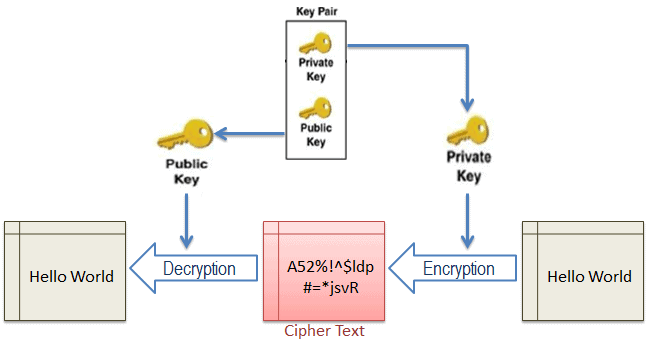 Key Pair
Private
Key
Public
Key
Public
Key
Private
Key
Hello World
Decryption
A52%!^$ldp
#=*jsvR
Encryption
Hello World
Cipher Text